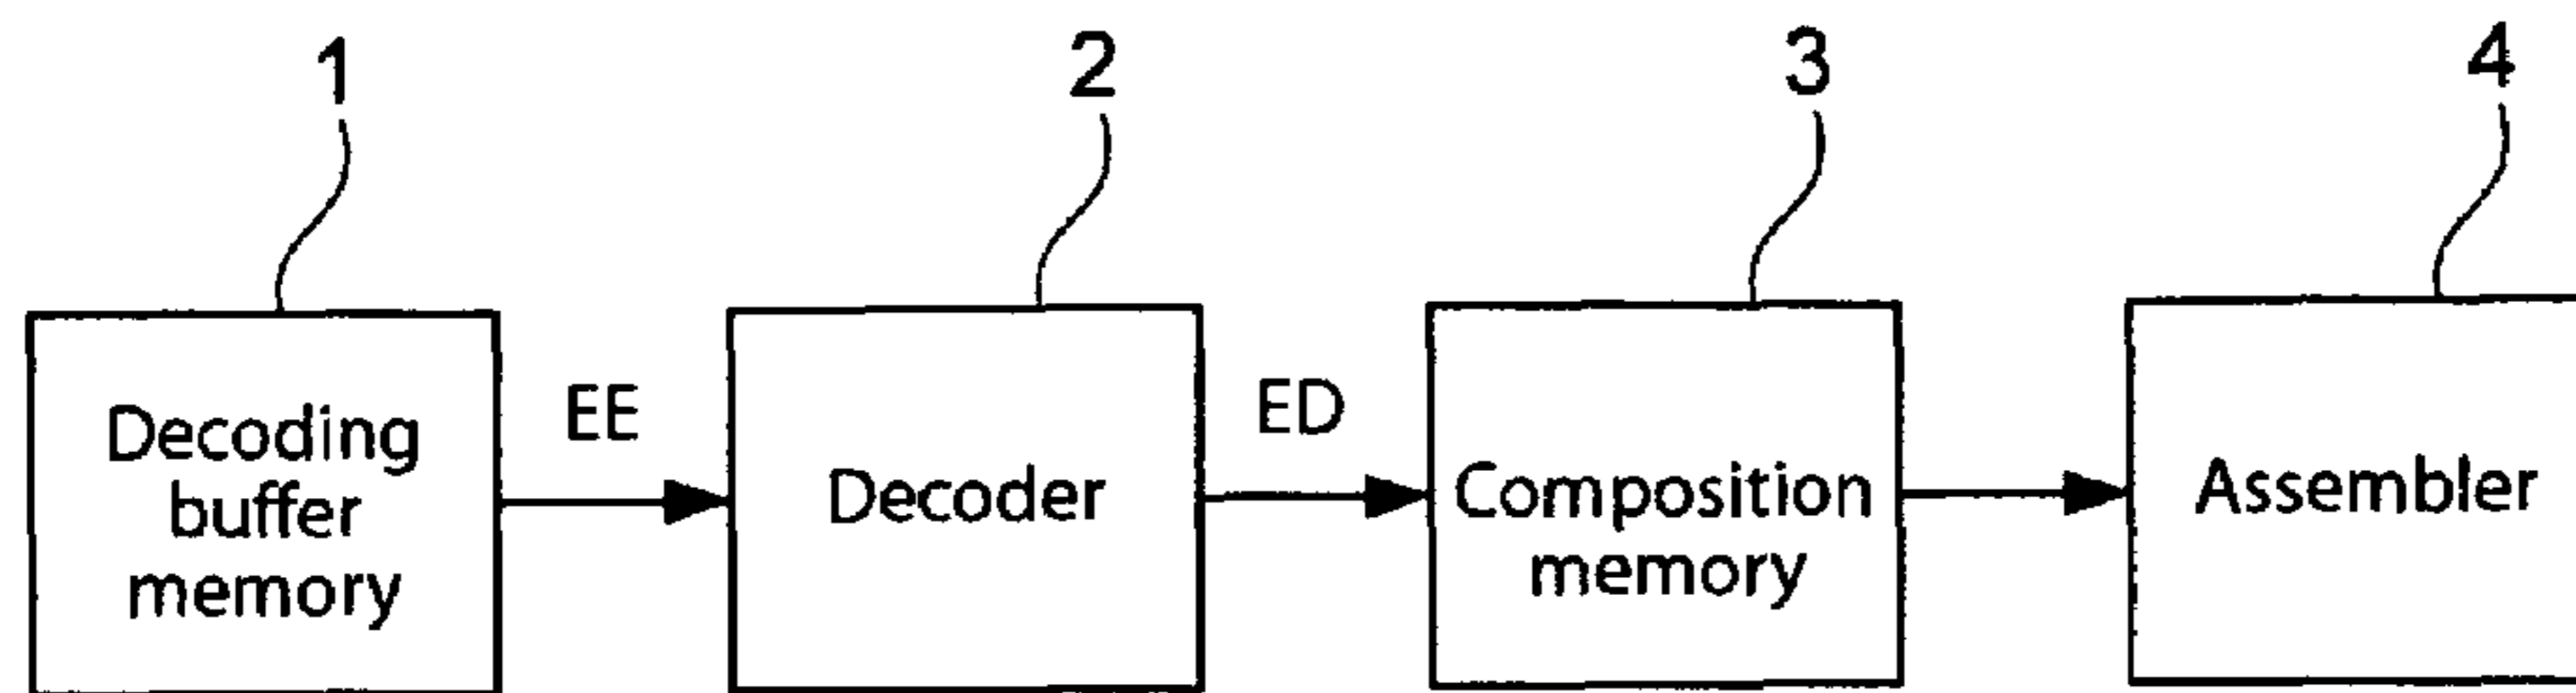 1
2
3
4
Decoding
buffer
memory
EE
Decoder
ED
Composition
memory
Assembler